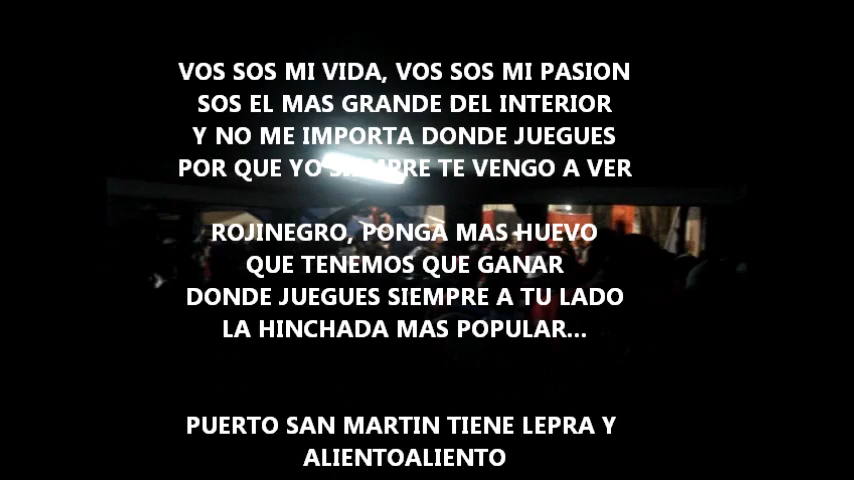 VOS SOS MI VIDA, VOS SOS MI PASION
SOS EL MAS GRANDE DEL INTERIOR
Y NO ME IMPORTA DONDE JUEGUES
POR QUE YO SIEMPRE TE VENGO A VER
ROJINEGRO, PONGA MAS HUEVO
QUE TENEMOS QUE GANAR
DONDE JUEGUES SIEMPRE A TU LADO
LA HINCHADA MAS POPULAR...
PUERTO SAN MARTIN TIENE LEPRA Y
ALIENTOALIENTO